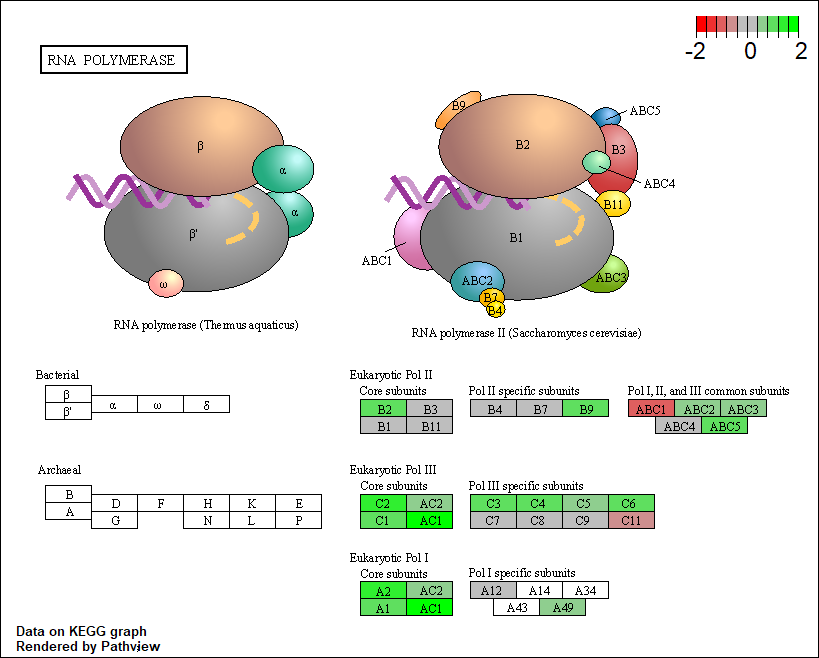 -2 0 2
RNA POLYMERASE
β
α
α
β'
ω
RNA polymerase (Thermus aquaticus)
B9
ABC5
B2
B3
ABC4
B11
B1
ABC1
ABC2
ABC3
B7
B4
RNA polymerase II (Saccharomyces cerevisiae)
Bacterial
β
β' α ω δ
Archaeal
B
A D F H K E
G N L P
Eukaryotic Pol II
Core subunits Pol II specific subunits Pol I, II, and III common subunits
B2 B3 B4 B7 B9 ABC1 ABC2 ABC3
B1 B11 ABC4 ABC5
Eukaryotic Pol III
Core subunits Pol III specific subunits
C2 AC2 C3 C4 C5 C6
C1 AC1 C7 C8 C9 C11
Eukaryotic Pol I
Core subunits Pol I specific subunits
A2 AC2 A12 A14 A34
A1 AC1 A43 A49
Data on KEGG graph
Rendered by Pathview